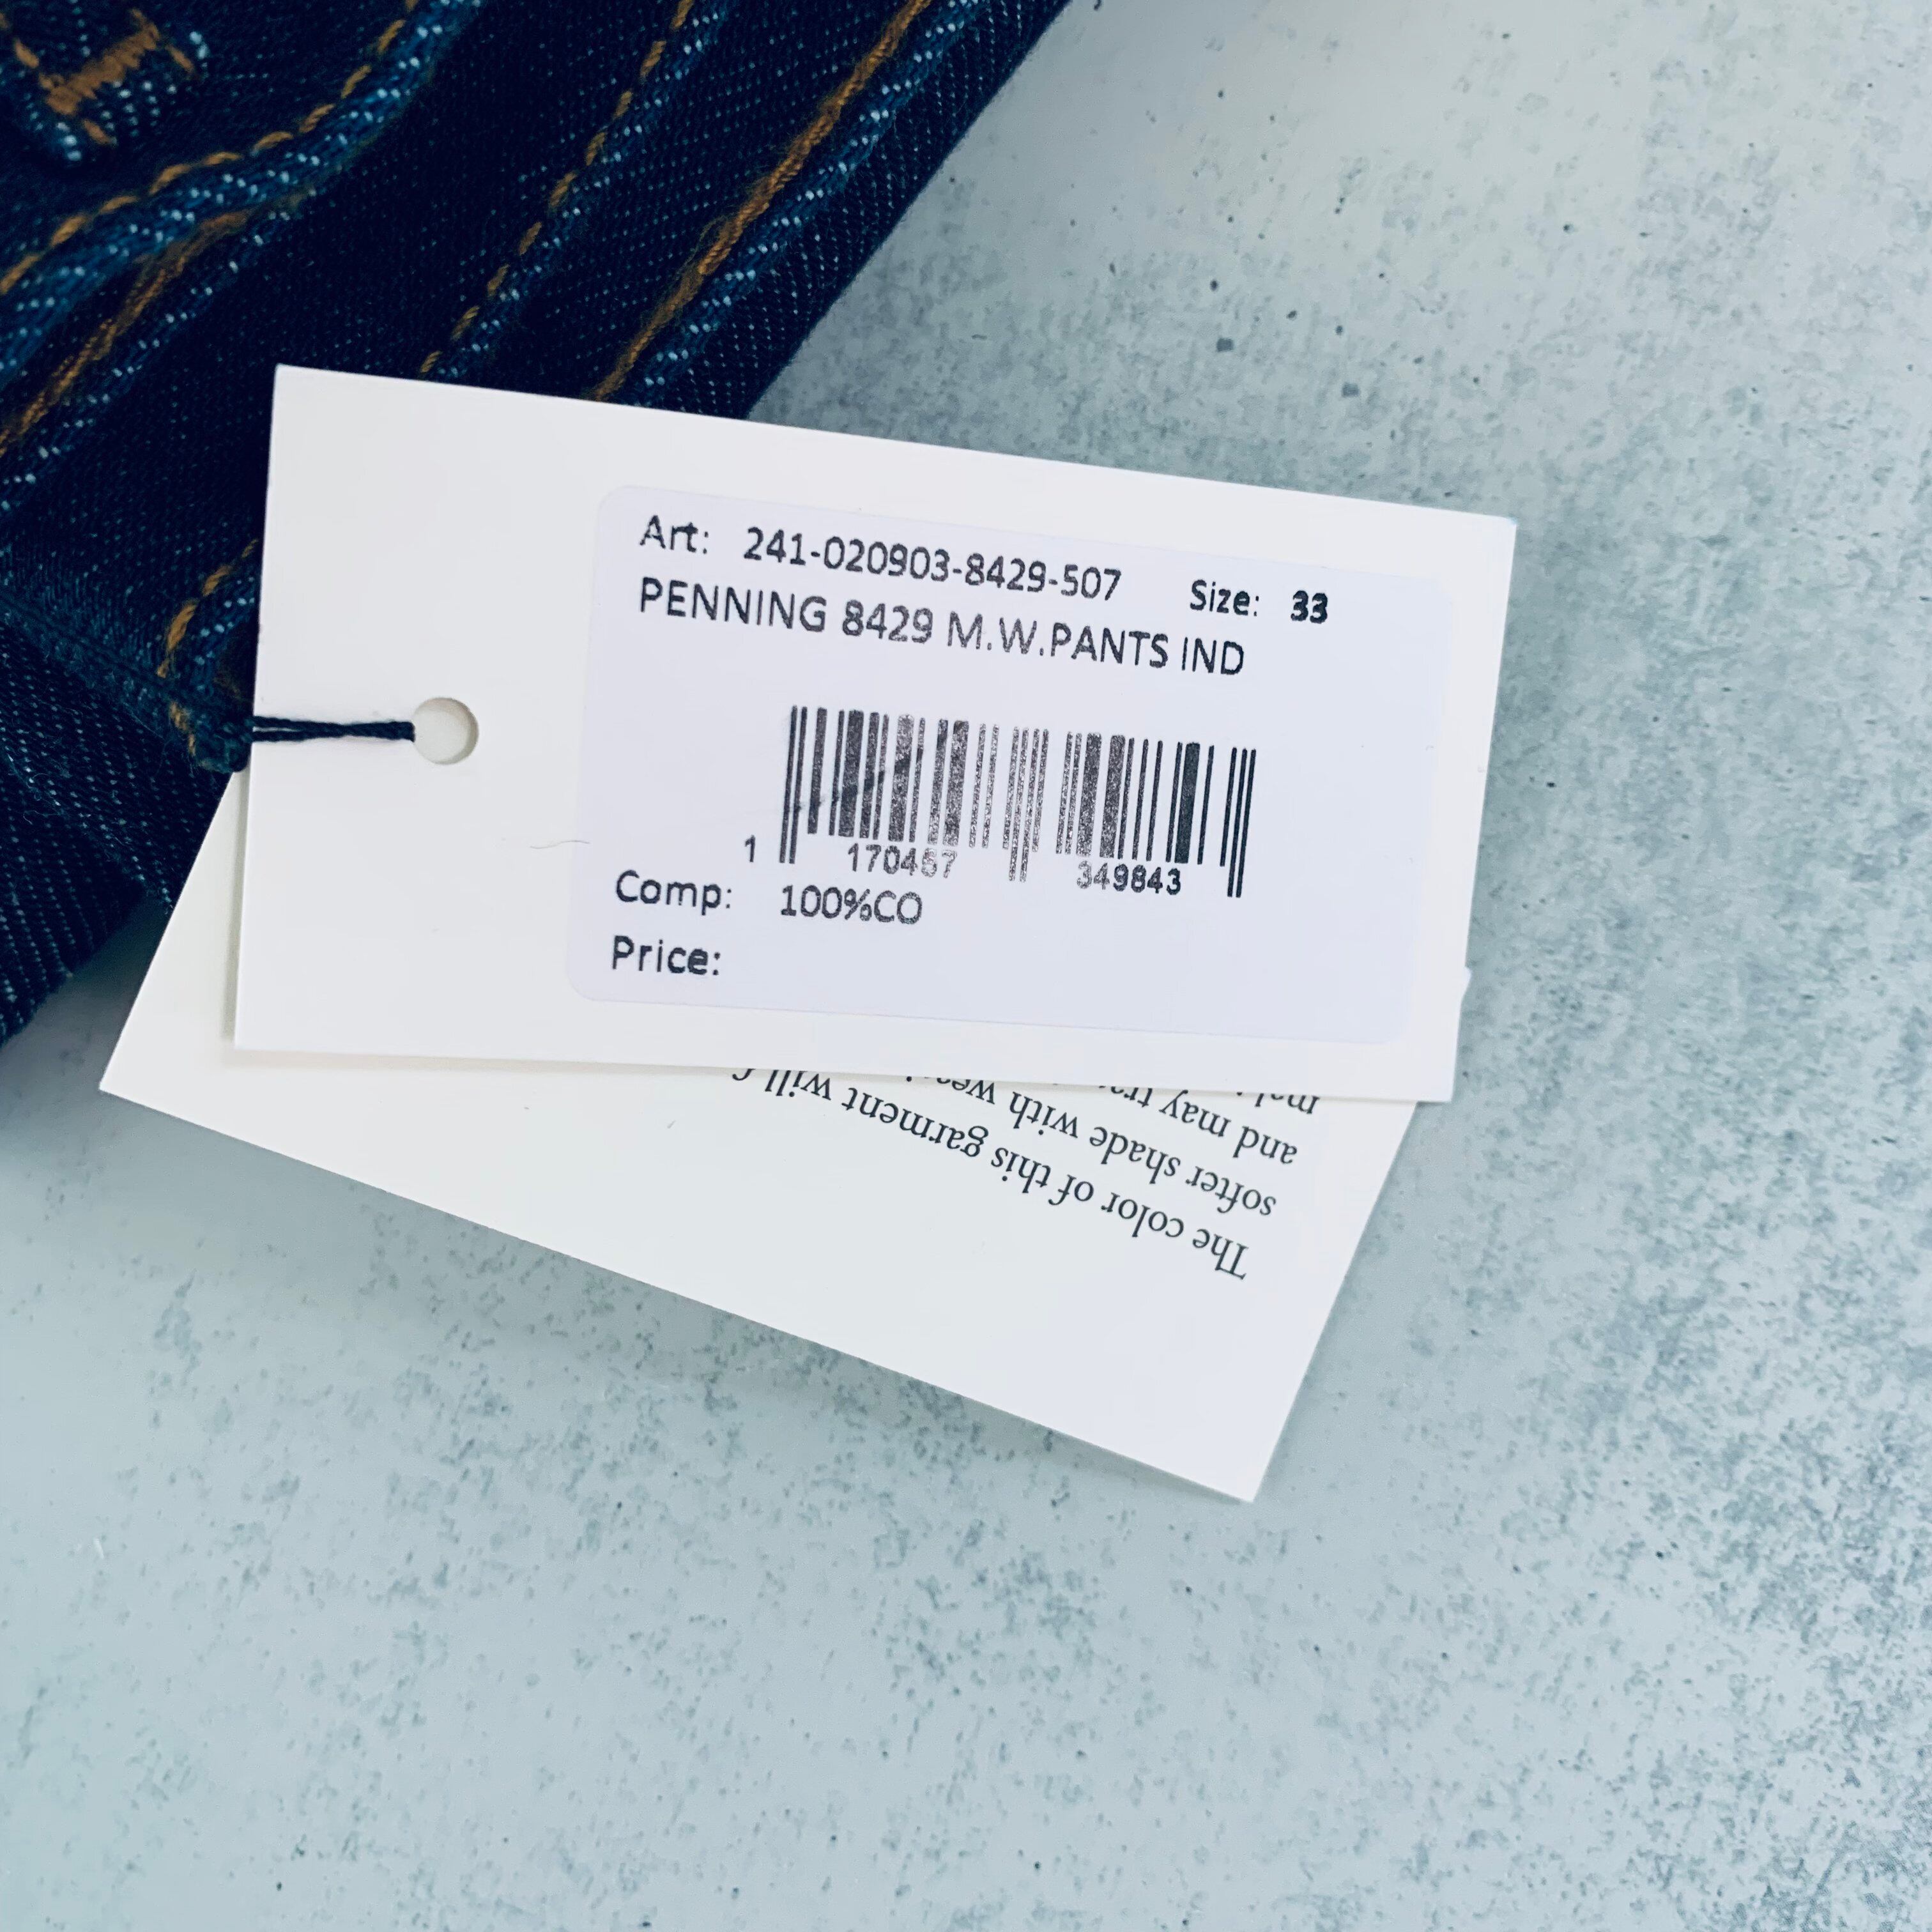 Art: 241-020903-8429-507 Size: 33
PENNING 8429 M.W.PANTS IND
1 170467 349843
Comp: 100%CO
Price:
The color of this garment will
softer shade with
and may